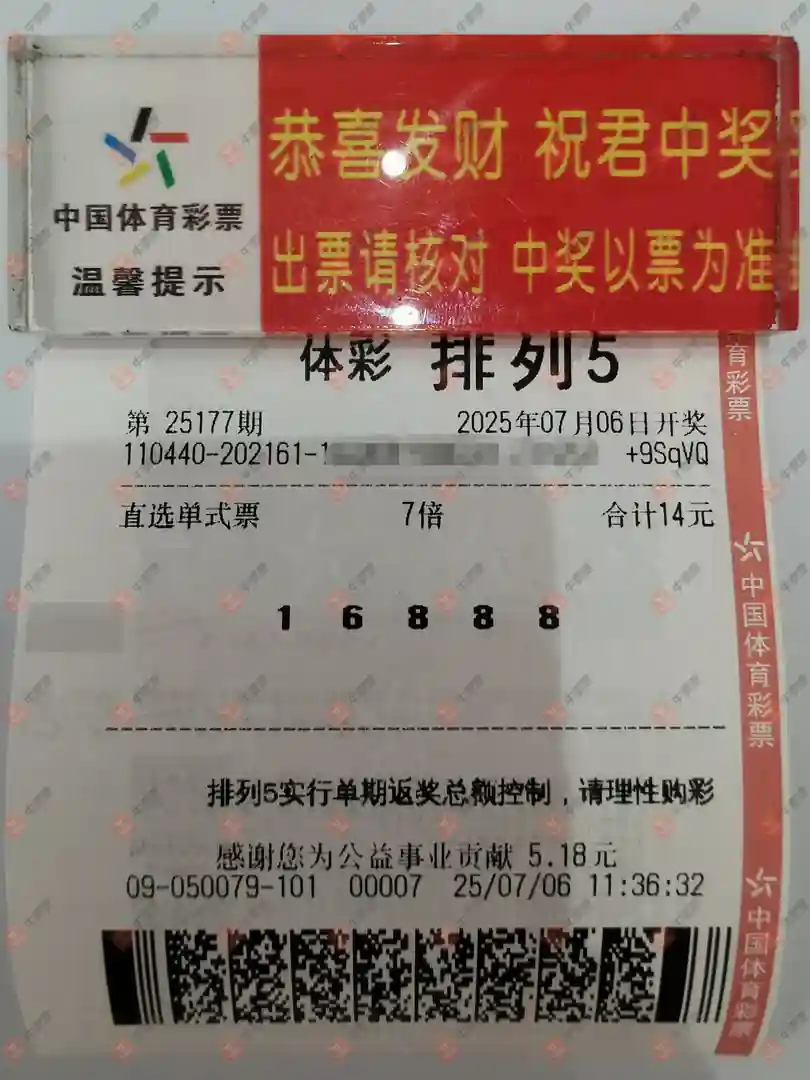 恭喜发财 祝君中奖
中国体育彩票
温馨提示
出票请核对 中奖以票为准
体彩 排列5
第 25177期 2025年07月06日开奖
110440-202161-1 +9SqVQ
直选单式票 7倍 合计14元
1 6 8 8 8
排列5实行单期返奖总额控制，请理性购彩
感谢您为公益事业贡献 5.18元
09-050079-101 00007 25/07/06 11:36:32
育彩票
中国体育彩票
中国体育彩票